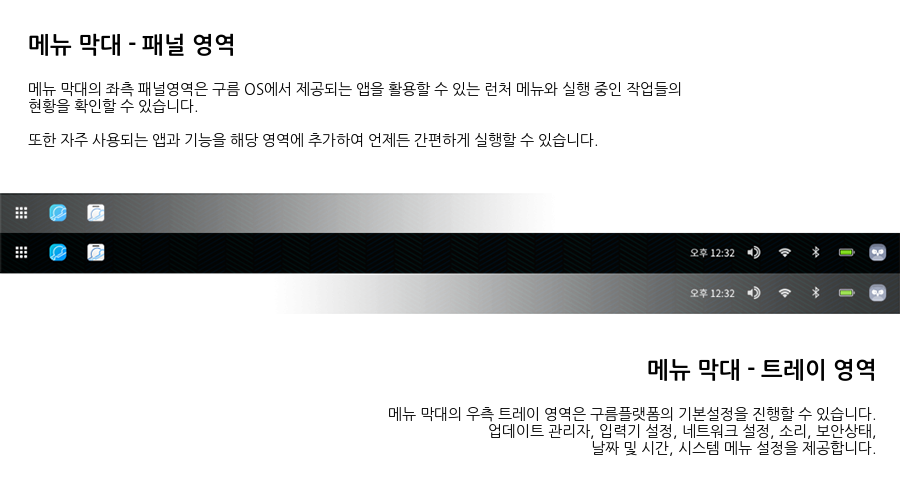 메뉴 막대 - 패널 영역
메뉴 막대의 좌측 패널영역은 구름 OS에서 제공되는 앱을 활용할 수 있는 런처 메뉴와 실행 중인 작업들의
현황을 확인할 수 있습니다.
또한 자주 사용되는 앱과 기능을 해당 영역에 추가하여 언제든 간편하게 실행할 수 있습니다.
오후 12:32
오후 12:32
메뉴 막대 - 트레이 영역
메뉴 막대의 우측 트레이 영역은 구름플랫폼의 기본설정을 진행할 수 있습니다.
업데이트 관리자, 입력기 설정, 네트워크 설정, 소리, 보안상태,
날짜 및 시간, 시스템 메뉴 설정을 제공합니다.